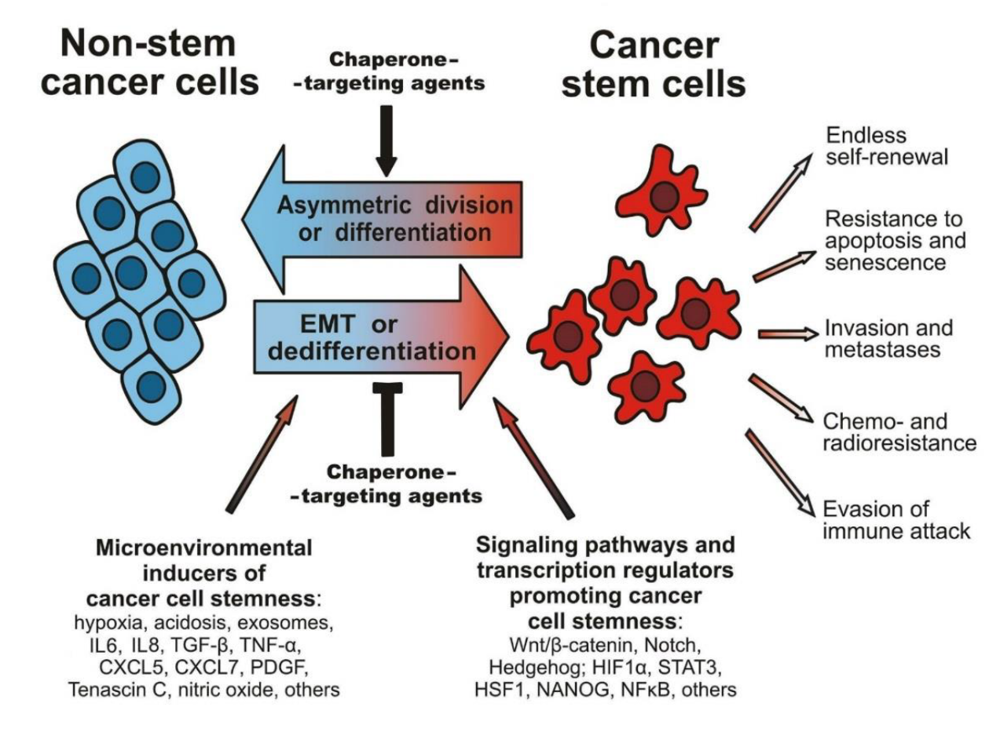 Non-stem
cancer cells
Chaperone-
-targeting agents
Cancer
stem cells
Asymmetric division
or differentiation
EMT or
dedifferentiation
Chaperone-
-targeting agents
Endless
self-renewal
Resistance to
apoptosis and
senescence
Invasion and
metastases
Chemo- and
radioresistance
Evasion of
immune attack
Microenvironmental
inducers of
cancer cell stemness:
hypoxia, acidosis, exosomes,
IL6, IL8, TGF-β, TNF-α,
CXCL5, CXCL7, PDGF,
Tenascin C, nitric oxide, others
Signaling pathways and
transcription regulators
promoting cancer
cell stemness:
Wnt/β-catenin, Notch,
Hedgehog; HIF1α, STAT3,
HSF1, NANOG, NFκB, others